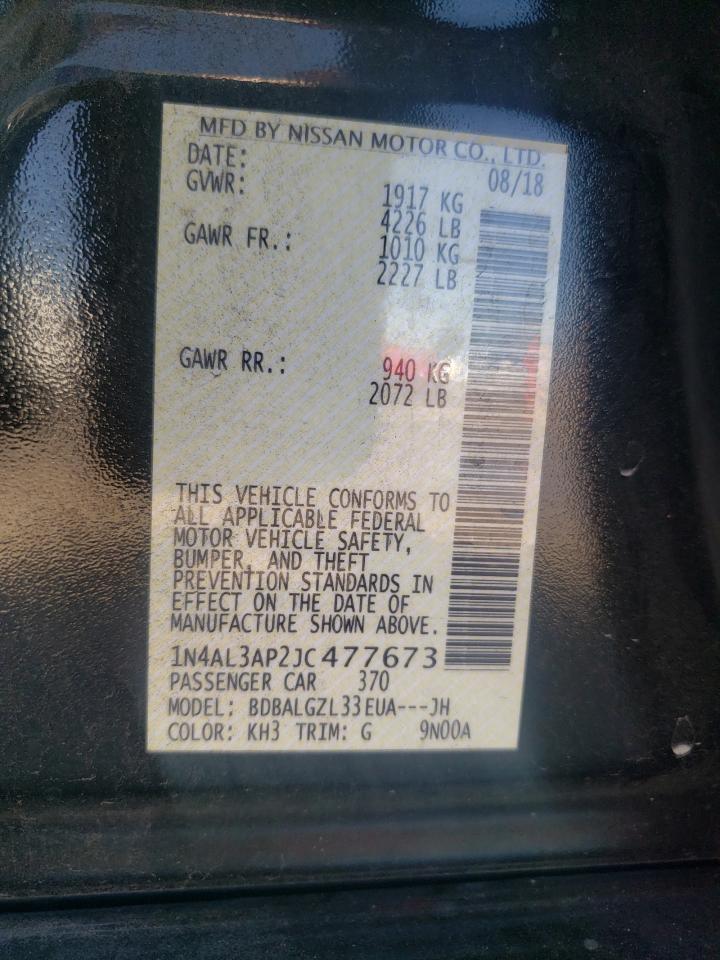 MFD BY NISSAN MOTOR CO., LTD.
DATE: 08/18
GVWR: 1917 KG
4226 LB
GAWR FR.: 1010 KG
2227 LB
GAWR RR.: 940 KG
2072 LB
THIS VEHICLE CONFORMS TO
ALL APPLICABLE FEDERAL
MOTOR VEHICLE SAFETY,
BUMPER, AND THEFT
PREVENTION STANDARDS IN
EFFECT ON THE DATE OF
MANUFACTURE SHOWN ABOVE.
1N4AL3AP2JC477673
PASSENGER CAR 370
MODEL: BDBALGZL33EUA---JH
COLOR: KH3 TRIM: G 9N00A